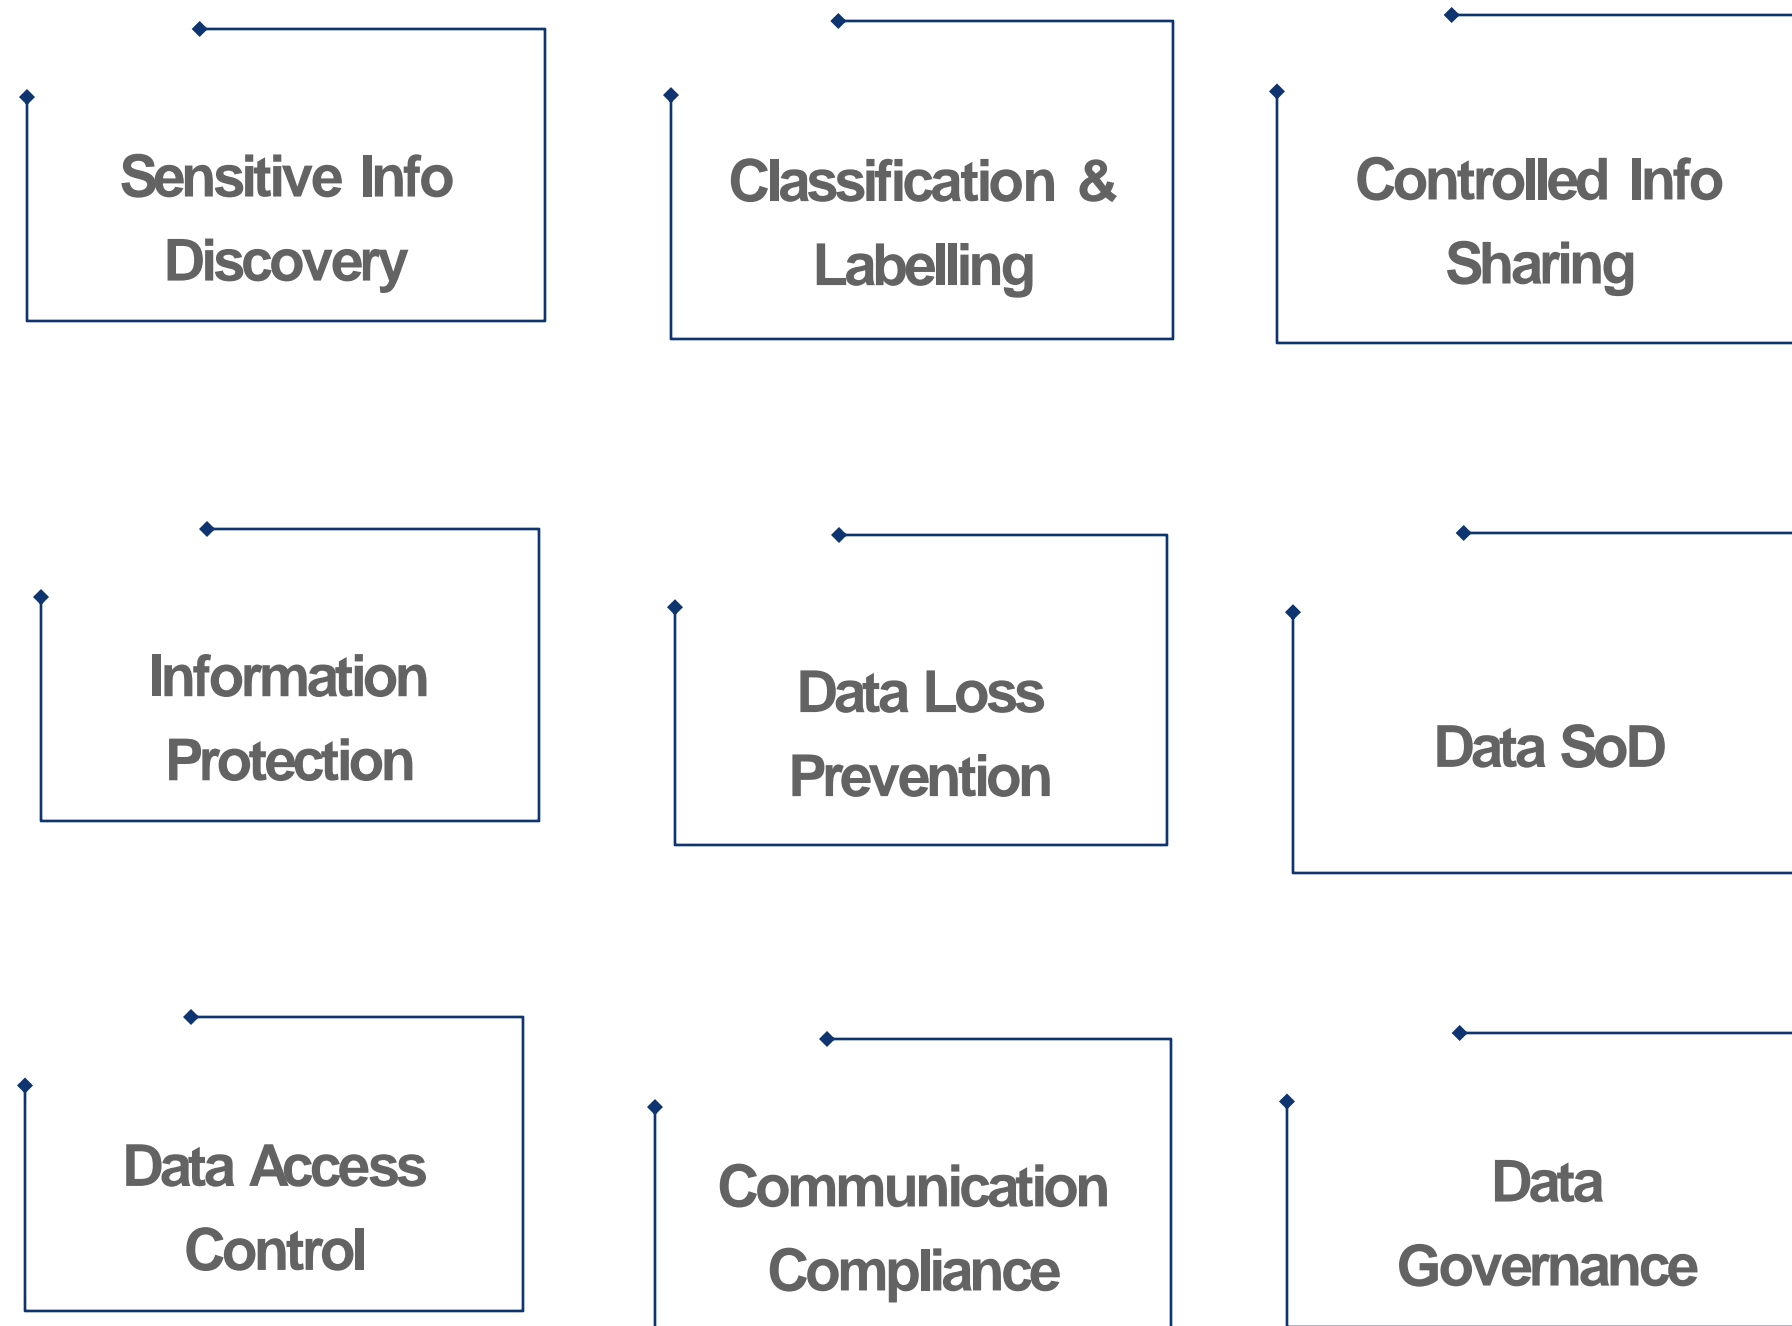 Sensitive Info
Discovery
Classification &
Labelling
Controlled Info
Sharing
Information
Protection
Data Loss
Prevention
Data SoD
Data Access
Control
Communication
Compliance
Data
Governance